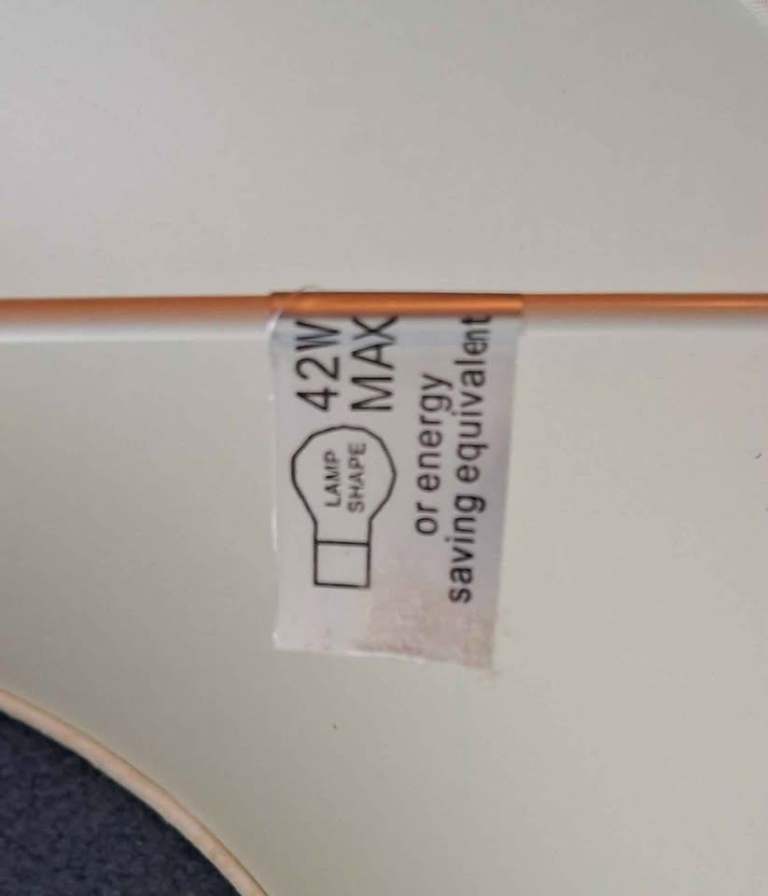 42W
MAX
LAMP
SHAPE
or energy
saving equivalent